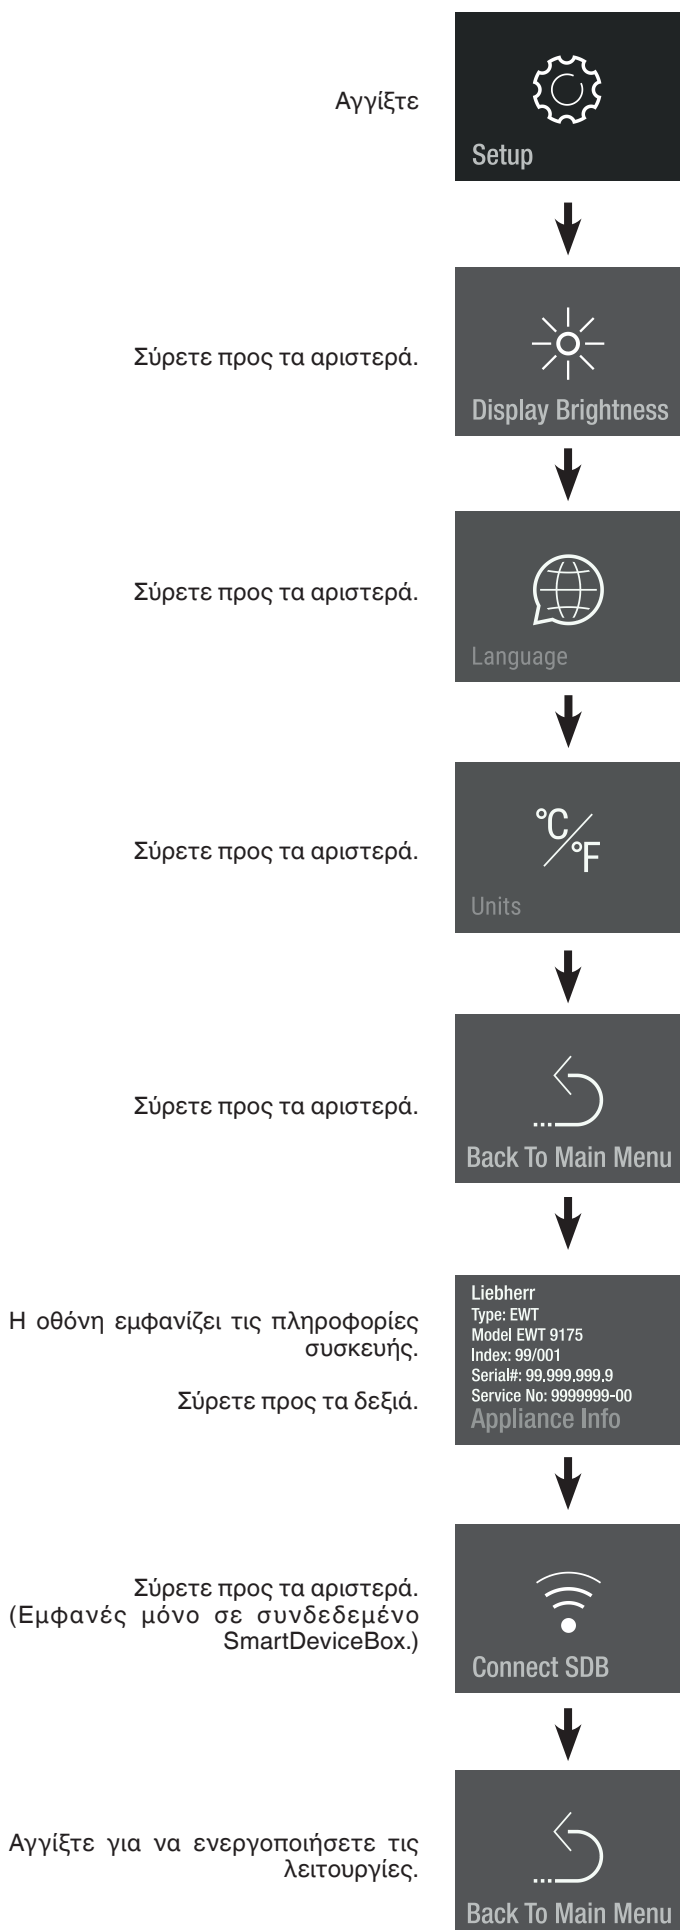 Αγγίξτε
Setup
Σύρετε προς τα αριστερά.
Display Brightness
Σύρετε προς τα αριστερά.
Language
Σύρετε προς τα αριστερά.
°C/°F
Units
Σύρετε προς τα αριστερά.
Back To Main Menu
Η οθόνη εμφανίζει τις πληροφορίες
συσκευής.
Σύρετε προς τα δεξιά.
Liebherr
Type: EWT
Model EWT 9175
Index: 99/001
Serial#: 99.999.999.9
Service No: 9999999-00
Appliance Info
Σύρετε προς τα αριστερά.
(Εμφανές μόνο σε συνδεδεμένο
SmartDeviceBox.)
Connect SDB
Αγγίξτε για να ενεργοποιήσετε τις
λειτουργίες.
Back To Main Menu